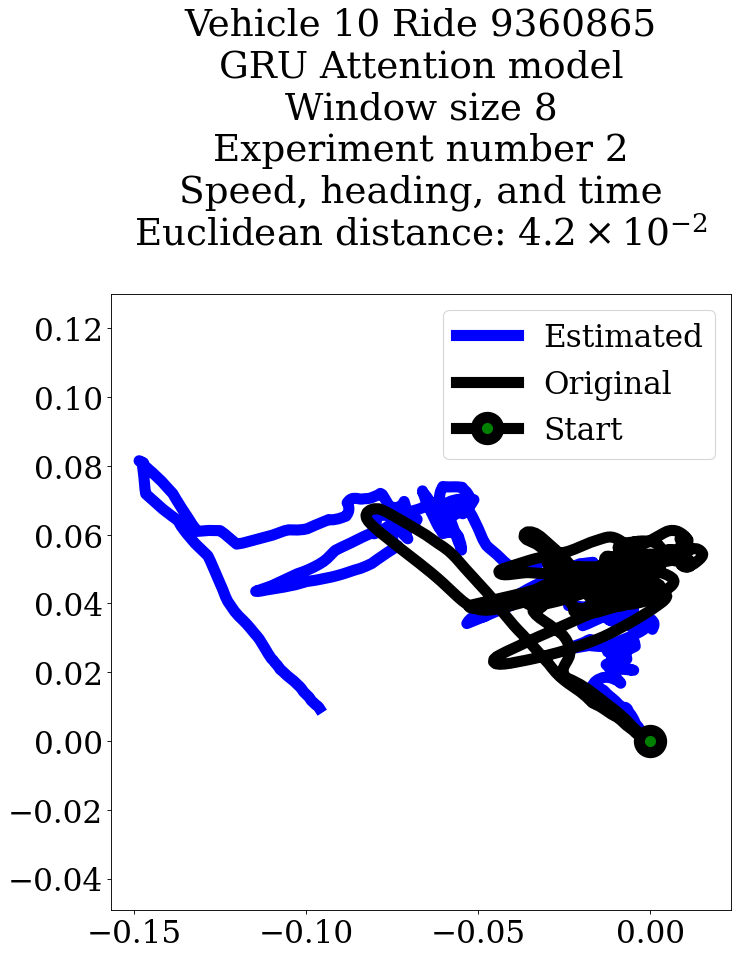 Vehicle 10 Ride 9360865
GRU Attention model
Window size 8
Experiment number 2
Speed, heading, and time
Euclidean distance: 4.2 × 10⁻²
Estimated
Original
Start
0.12
0.10
0.08
0.06
0.04
0.02
0.00
−0.02
−0.04
−0.15
−0.10
−0.05
0.00